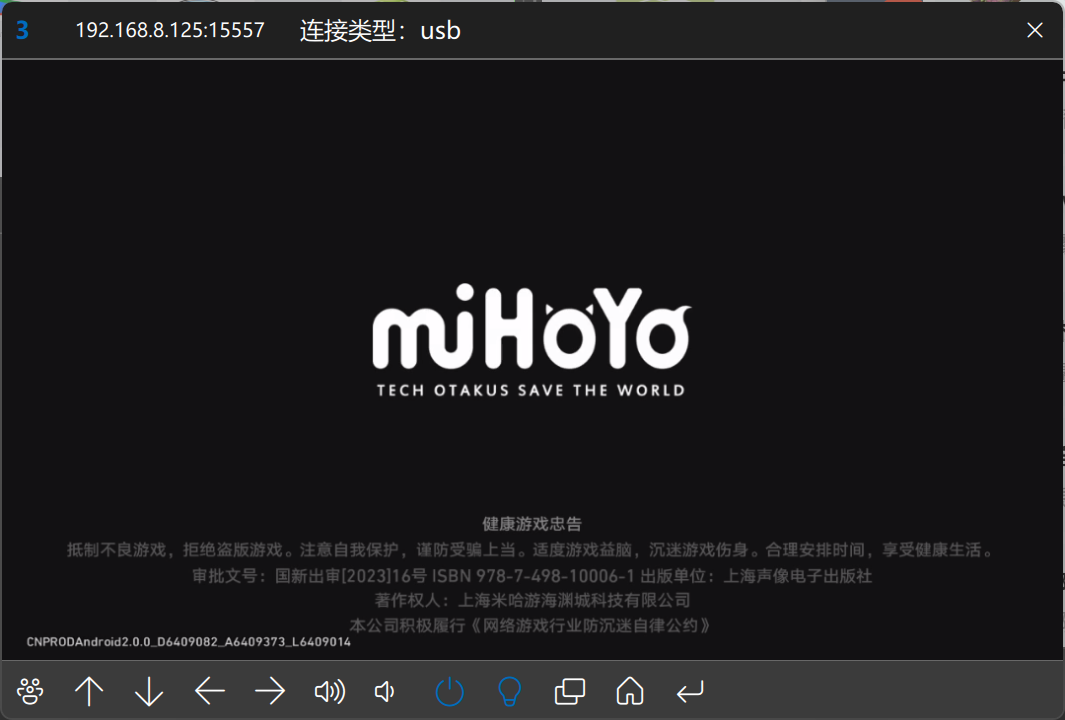 3 192.168.8.125:15557 连接类型：usb
miHoYo
TECH OTAKUS SAVE THE WORLD
健康游戏忠告
抵制不良游戏，拒绝盗版游戏。注意自我保护，谨防受骗上当。适度游戏益脑，沉迷游戏伤身。合理安排时间，享受健康生活。
审批文号：国新出审[2023]16号 ISBN 978-7-498-10006-1 出版单位：上海声像电子出版社
著作权人：上海米哈游海渊城科技有限公司
本公司积极履行《网络游戏行业防沉迷自律公约》
CNPRODAndroid2.0.0_D6409082_A6409373_L6409014